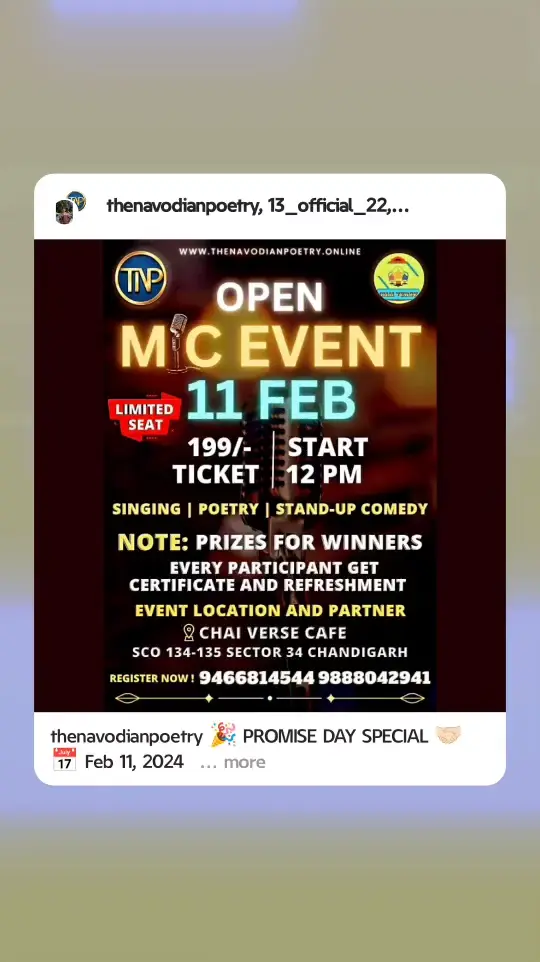 thenavodianpoetry, 13_official_22,...
WWW.THENAVODIANPOETRY.ONLINE
TNP
OPEN
MIC EVENT
11 FEB
LIMITED
SEAT
199/- | START
TICKET | 12 PM
SINGING | POETRY | STAND-UP COMEDY
NOTE: PRIZES FOR WINNERS
EVERY PARTICIPANT GET
CERTIFICATE AND REFRESHMENT
EVENT LOCATION AND PARTNER
CHAI VERSE CAFE
SCO 134-135 SECTOR 34 CHANDIGARH
REGISTER NOW ! 9466814544 9888042941
thenavodianpoetry 🎉 PROMISE DAY SPECIAL 🤝🏻
📅 Feb 11, 2024 ... more